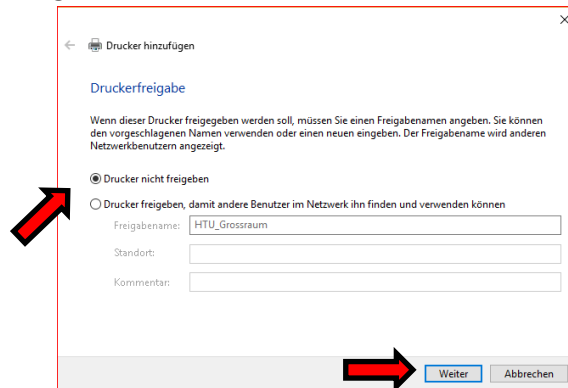 Drucker hinzufügen
Druckerfreigabe
Wenn dieser Drucker freigegeben werden soll, müssen Sie einen Freigabenamen angeben. Sie können
den vorgeschlagenen Namen verwenden oder einen neuen eingeben. Der Freigabename wird anderen
Netzwerkbenutzern angezeigt.
Drucker nicht freigeben
Drucker freigeben, damit andere Benutzer im Netzwerk ihn finden und verwenden können
Freigabename: HTU_Grossraum
Standort:
Kommentar:
Weiter Abbrechen